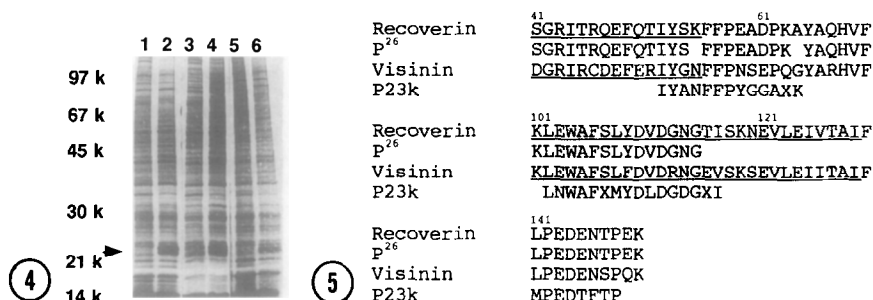 1 2 3 4 5 6
97 k
67 k
45 k
30 k
21 k
14 k
4
5
41 61
Recoverin SGRITRQEFQTIYSKFFPEADPKAYAQHVF
P26 SGRITRQEFQTIYS FFPEADPK YAQHVF
Visinin DGRIRCDEFERIYGNFFPNSEPQGYARHVF
P23k IYANFFPYGGAXK
101 121
Recoverin KLEWAFSLYDVDGNGTISKNEVLEIVTAIF
P26 KLEWAFSLYDVDGNG
Visinin KLEWAFSLFDVDRNGEVSKSEVLEIITAIF
P23k LNWAFXMYDLDGDGXI
141
Recoverin LPEDENTPEK
P26 LPEDENTPEK
Visinin LPEDENSPQK
P23k MPEDTFTP